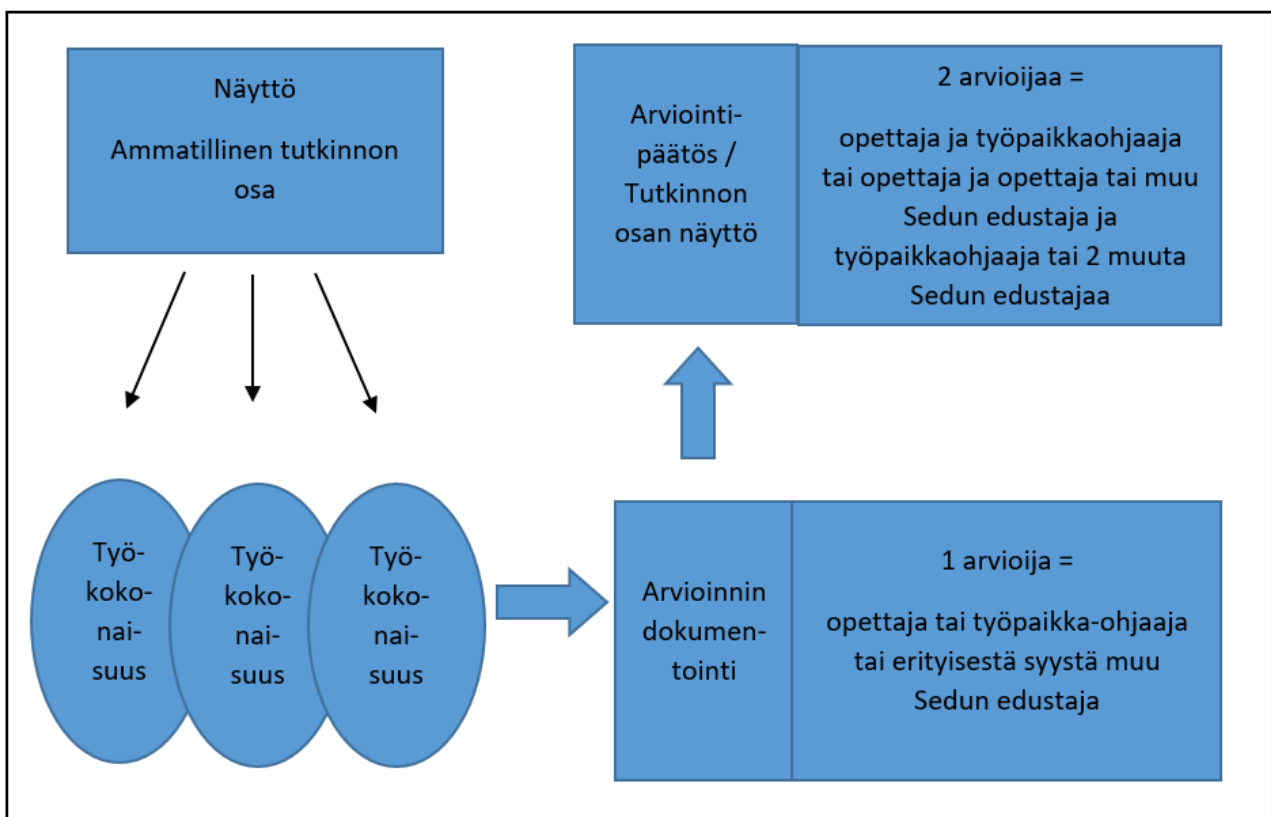 Näyttö
Ammatillinen tutkinnon
osa
Työ-
koko-
nai-
suus
Työ-
koko-
nai-
suus
Työ-
koko-
nai-
suus
Arvioinnin
dokumen-
tointi
1 arvioija =
opettaja tai työpaikka-ohjaaja
tai erityisestä syystä muu
Sedun edustaja
Arviointi-
päätös /
Tutkinnon
osan näyttö
2 arvioijaa =
opettaja ja työpaikkaohjaaja
tai opettaja ja opettaja tai muu
Sedun edustaja ja
työpaikkaohjaaja tai 2 muuta
Sedun edustajaa